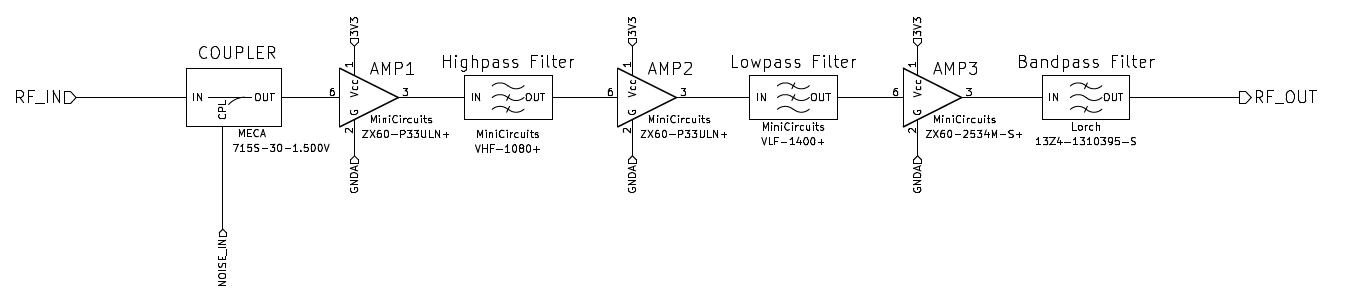 3V3
3V3
3V3
COUPLER
Highpass Filter
Lowpass Filter
Bandpass Filter
AMP1
AMP2
AMP3
1
1
1
Vcc
Vcc
Vcc
RF_IN
IN
OUT
CPL
6
3
IN
OUT
6
3
IN
OUT
6
3
IN
OUT
RF_OUT
G
G
G
2
2
2
MECA
715S-30-1.500V
MiniCircuits
ZX60-P33ULN+
MiniCircuits
VHF-1080+
MiniCircuits
ZX60-P33ULN+
MiniCircuits
VLF-1400+
MiniCircuits
ZX60-2534M-S+
Lorch
13Z4-1310395-S
GNDA
GNDA
GNDA
NOISE_IN